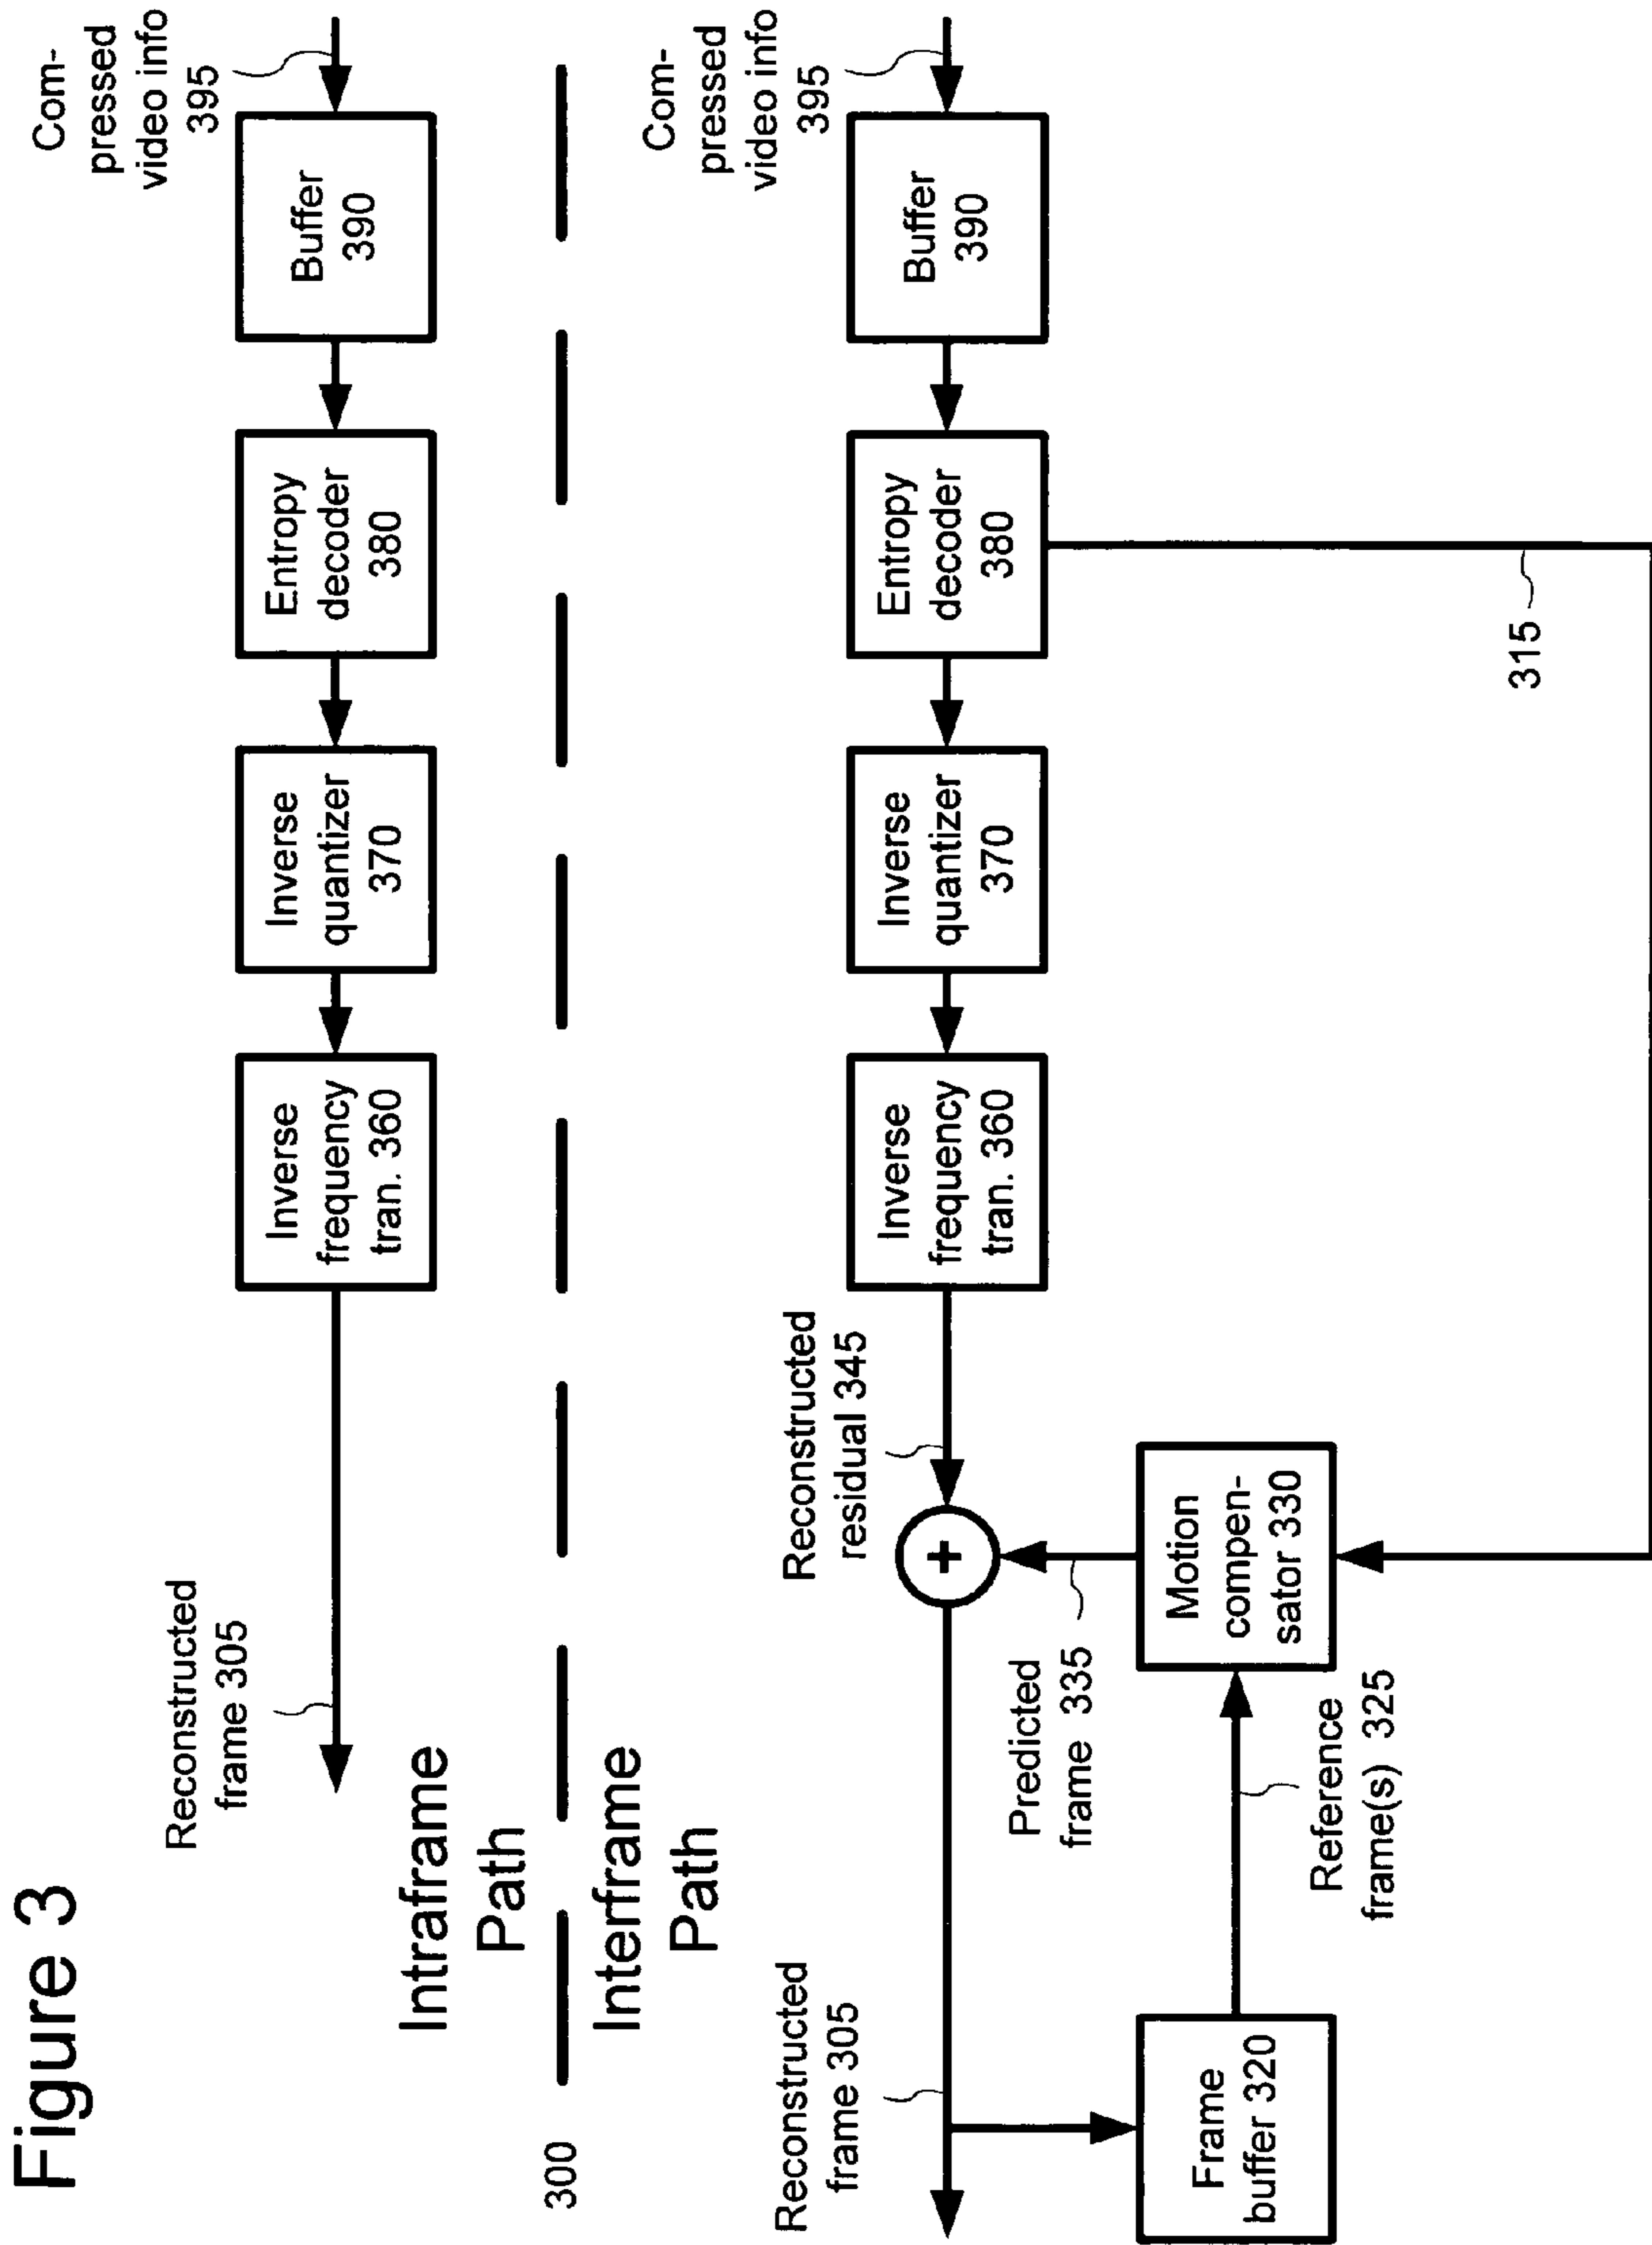 Figure 3
Reconstructed
frame 305
Inverse
frequency
tran. 360
Inverse
quantizer
370
Entropy
decoder
380
Buffer
390
Com-
pressed
video info
395
Intraframe
Path
300
Interframe
Path
Reconstructed
frame 305
Reconstructed
residual 345
+
Inverse
frequency
tran. 360
Inverse
quantizer
370
Entropy
decoder
380
Buffer
390
Com-
pressed
video info
395
Predicted
frame 335
Frame
buffer 320
Reference
frame(s) 325
Motion
compen-
sator 330
315